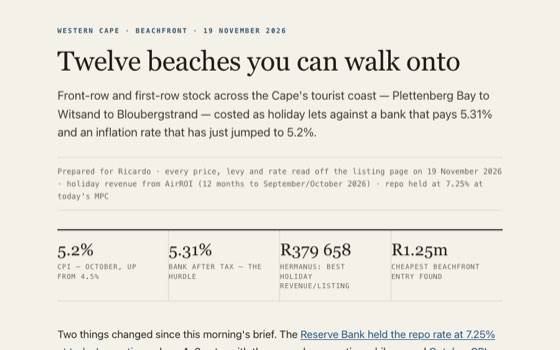 WESTERN CAPE · BEACHFRONT · 19 NOVEMBER 2026
Twelve beaches you can walk onto
Front-row and first-row stock across the Cape's tourist coast — Plettenberg Bay to
Witsand to Bloubergstrand — costed as holiday lets against a bank that pays 5.31%
and an inflation rate that has just jumped to 5.2%.
Prepared for Ricardo · every price, levy and rate read off the listing page on 19 November 2026
· holiday revenue from AirROI (12 months to September/October 2026) · repo held at 7.25% at
today's MPC
5.2%
CPI — OCTOBER, UP
FROM 4.5%
5.31%
BANK AFTER TAX — THE
HURDLE
R379 658
HERMANUS: BEST
HOLIDAY
REVENUE/LISTING
R1.25m
CHEAPEST BEACHFRONT
ENTRY FOUND
Two things changed since this morning's brief. The Reserve Bank held the repo rate at 7.25%